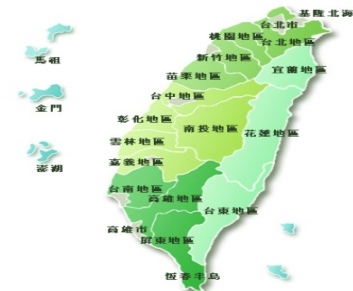 基隆北海
台北市
桃園地區
台北地區
新竹地區
宜蘭地區
苗栗地區
台中地區
彰化地區
南投地區
花蓮地區
雲林地區
嘉義地區
台南地區
高雄地區
台東地區
高雄市
屏東地區
恆春半島
馬祖
金門
澎湖